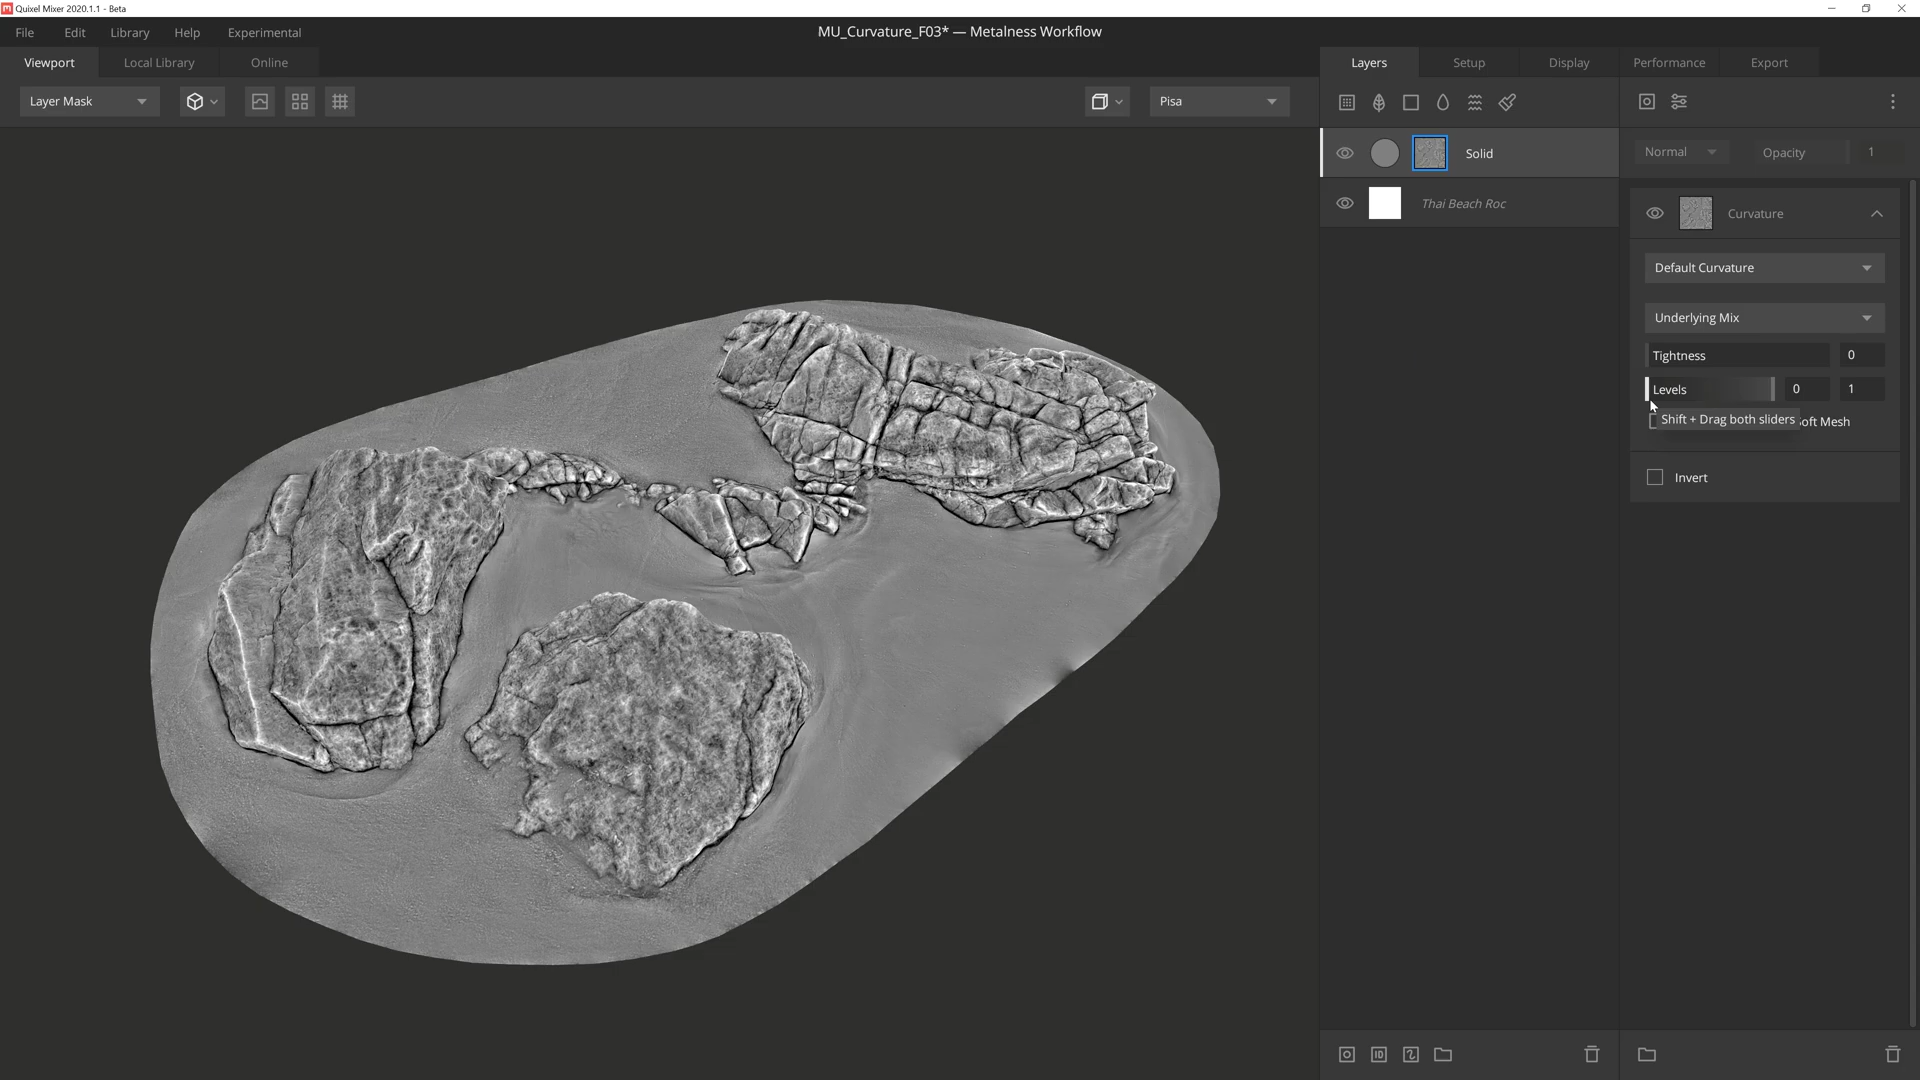 Quixel Mixer 2020.1.1 - Beta
File Edit Library Help Experimental
MU_Curvature_F03* — Metalness Workflow
Viewport Local Library Online
Layers Setup Display Performance Export
Layer Mask
Pisa
Solid
Normal Opacity 1
Thai Beach Roc
Curvature
Default Curvature
Underlying Mix
Tightness 0
Levels 0 1
Shift + Drag both sliders
oft Mesh
Invert